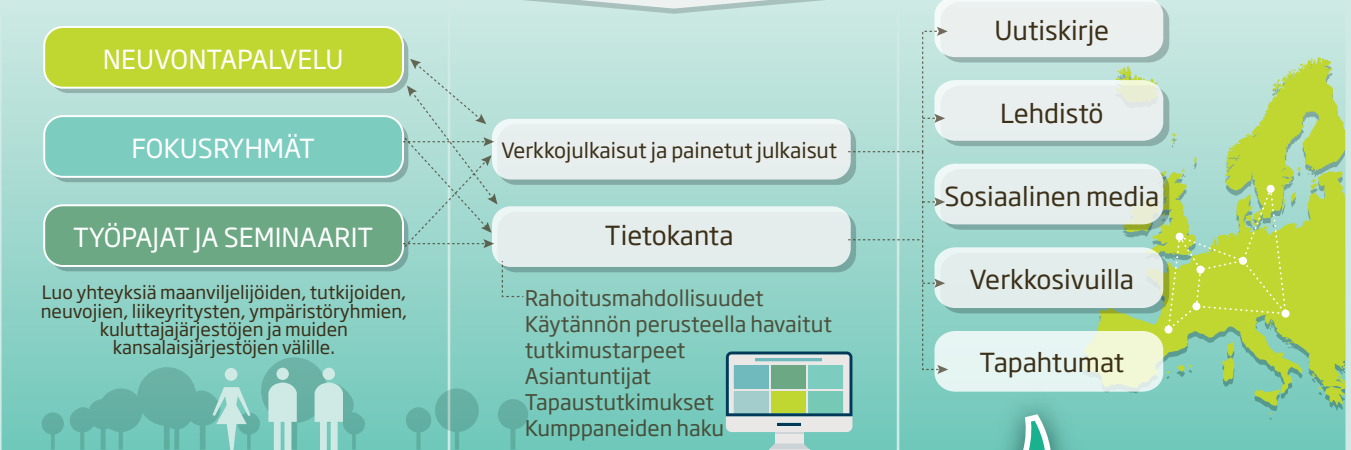 NEUVONTAPALVELU
FOKUSRYHMÄT
TYÖPAJAT JA SEMINAARIT
Luo yhteyksiä maanviljelijöiden, tutkijoiden,
neuvojien, liikeyritysten, ympäristöryhmien,
kuluttajajärjestöjen ja muiden
kansalaisjärjestöjen välille.
Verkkojulkaisut ja painetut julkaisut
Tietokanta
Rahoitusmahdollisuudet
Käytännön perusteella havaitut
tutkimustarpeet
Asiantuntijat
Tapaustutkimukset
Kumppaneiden haku
Uutiskirje
Lehdistö
Sosiaalinen media
Verkkosivuilla
Tapahtumat